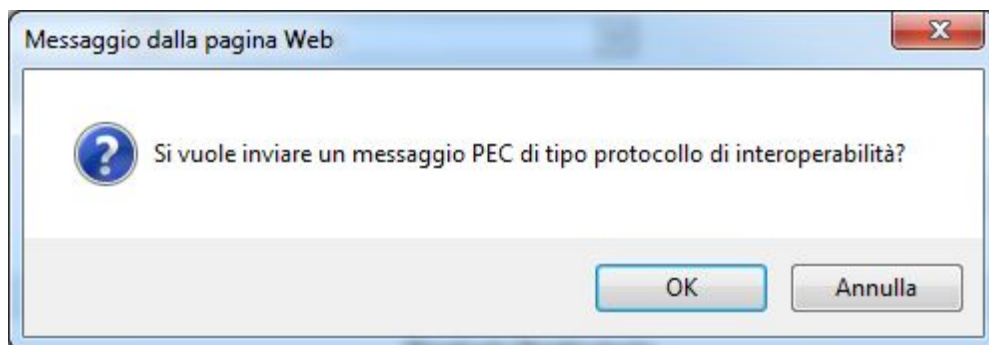 Messaggio dalla pagina Web
Si vuole inviare un messaggio PEC di tipo protocollo di interoperabilità?
OK
Annulla